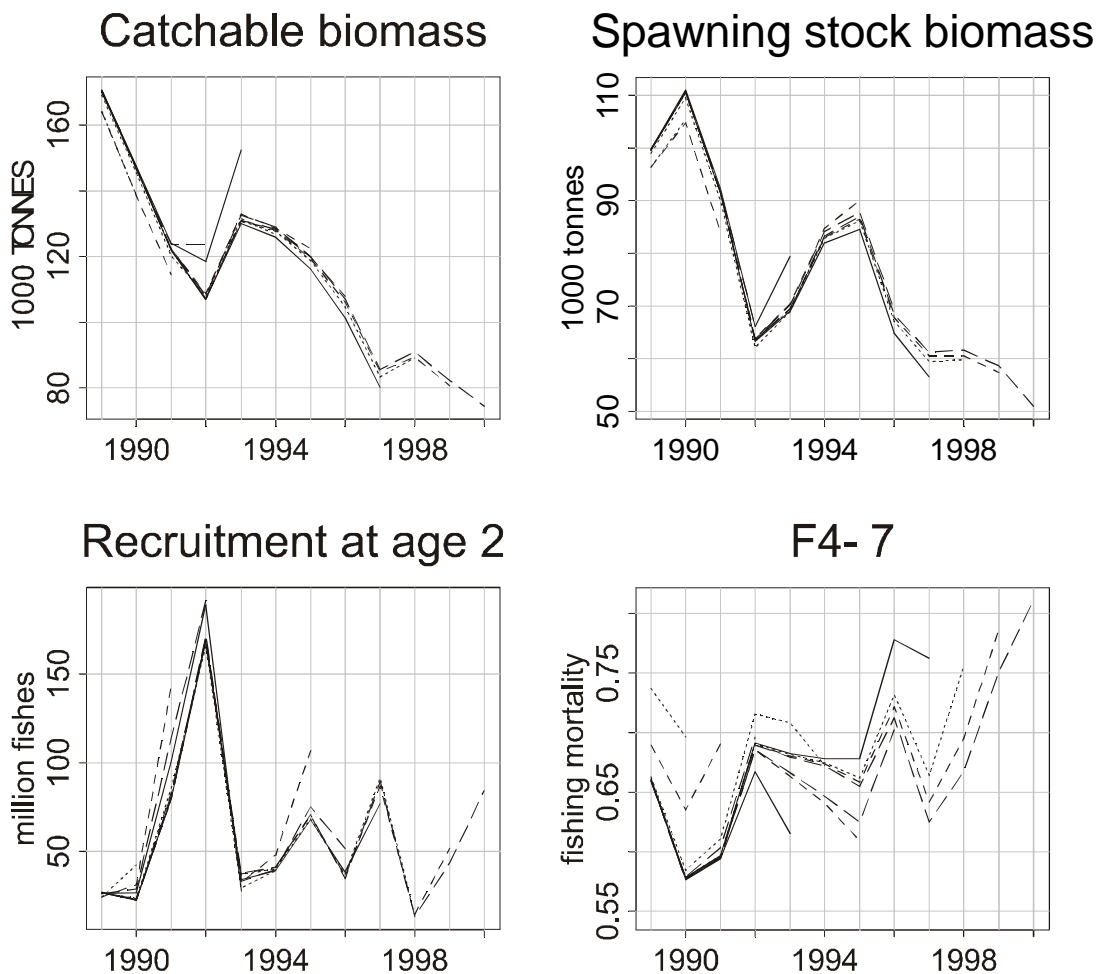 Catchable biomass
1000 TONNES
160
120
80
1990 1994 1998
Spawning stock biomass
1000 tonnes
110
90
70
50
1990 1994 1998
Recruitment at age 2
million fishes
150
100
50
1990 1994 1998
F4- 7
fishing mortality
0.75
0.65
0.55
1990 1994 1998